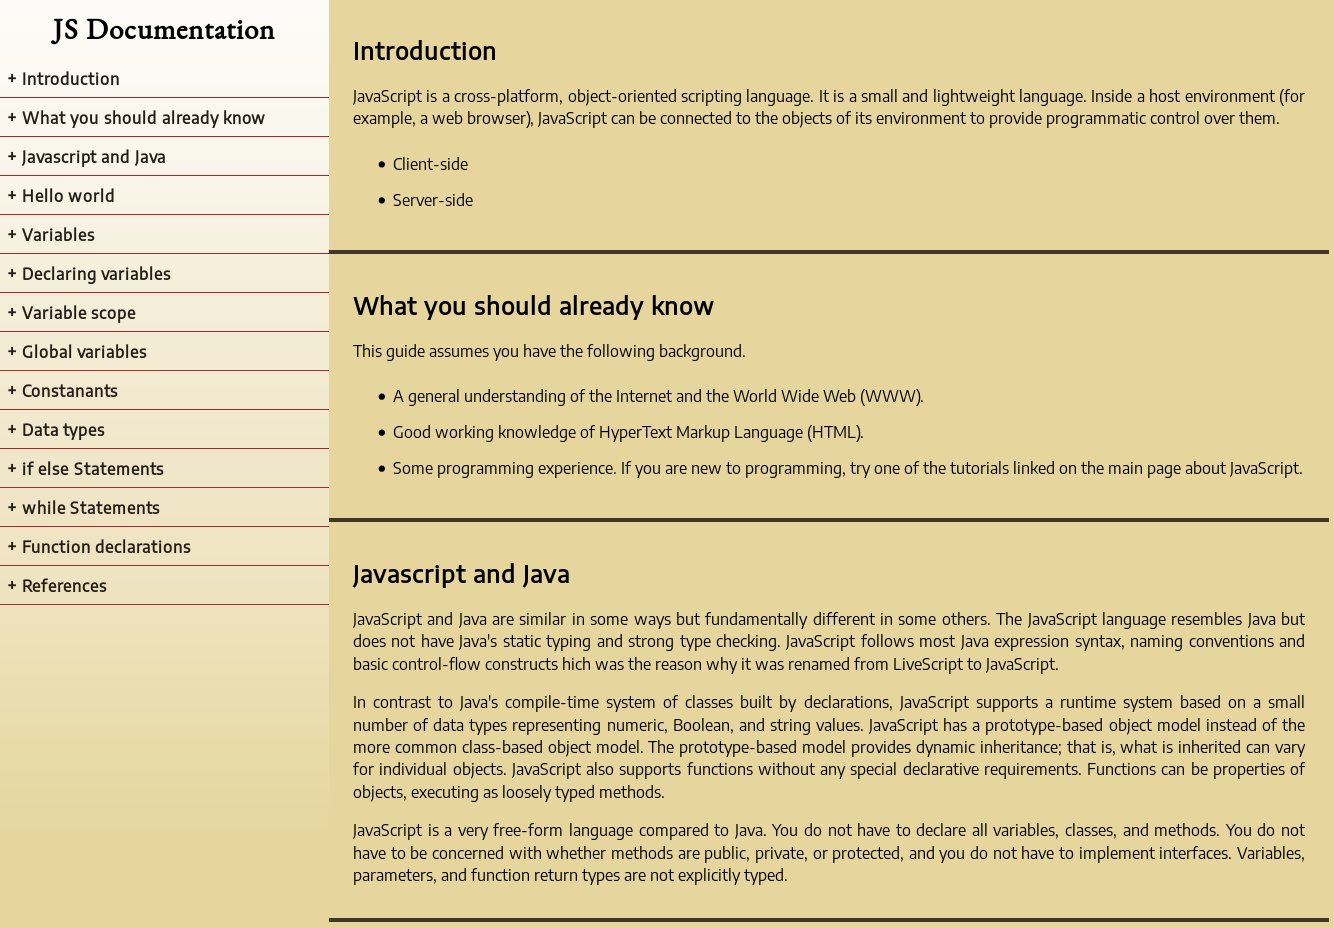 JS Documentation
+ Introduction
+ What you should already know
+ Javascript and Java
+ Hello world
+ Variables
+ Declaring variables
+ Variable scope
+ Global variables
+ Constanants
+ Data types
+ if else Statements
+ while Statements
+ Function declarations
+ References
Introduction
JavaScript is a cross-platform, object-oriented scripting language. It is a small and lightweight language. Inside a host environment (for
example, a web browser), JavaScript can be connected to the objects of its environment to provide programmatic control over them.
• Client-side
• Server-side
What you should already know
This guide assumes you have the following background.
• A general understanding of the Internet and the World Wide Web (WWW).
• Good working knowledge of HyperText Markup Language (HTML).
• Some programming experience. If you are new to programming, try one of the tutorials linked on the main page about JavaScript.
Javascript and Java
JavaScript and Java are similar in some ways but fundamentally different in some others. The JavaScript language resembles Java but
does not have Java's static typing and strong type checking. JavaScript follows most Java expression syntax, naming conventions and
basic control-flow constructs hich was the reason why it was renamed from LiveScript to JavaScript.
In contrast to Java's compile-time system of classes built by declarations, JavaScript supports a runtime system based on a small
number of data types representing numeric, Boolean, and string values. JavaScript has a prototype-based object model instead of the
more common class-based object model. The prototype-based model provides dynamic inheritance; that is, what is inherited can vary
for individual objects. JavaScript also supports functions without any special declarative requirements. Functions can be properties of
objects, executing as loosely typed methods.
JavaScript is a very free-form language compared to Java. You do not have to declare all variables, classes, and methods. You do not
have to be concerned with whether methods are public, private, or protected, and you do not have to implement interfaces. Variables,
parameters, and function return types are not explicitly typed.